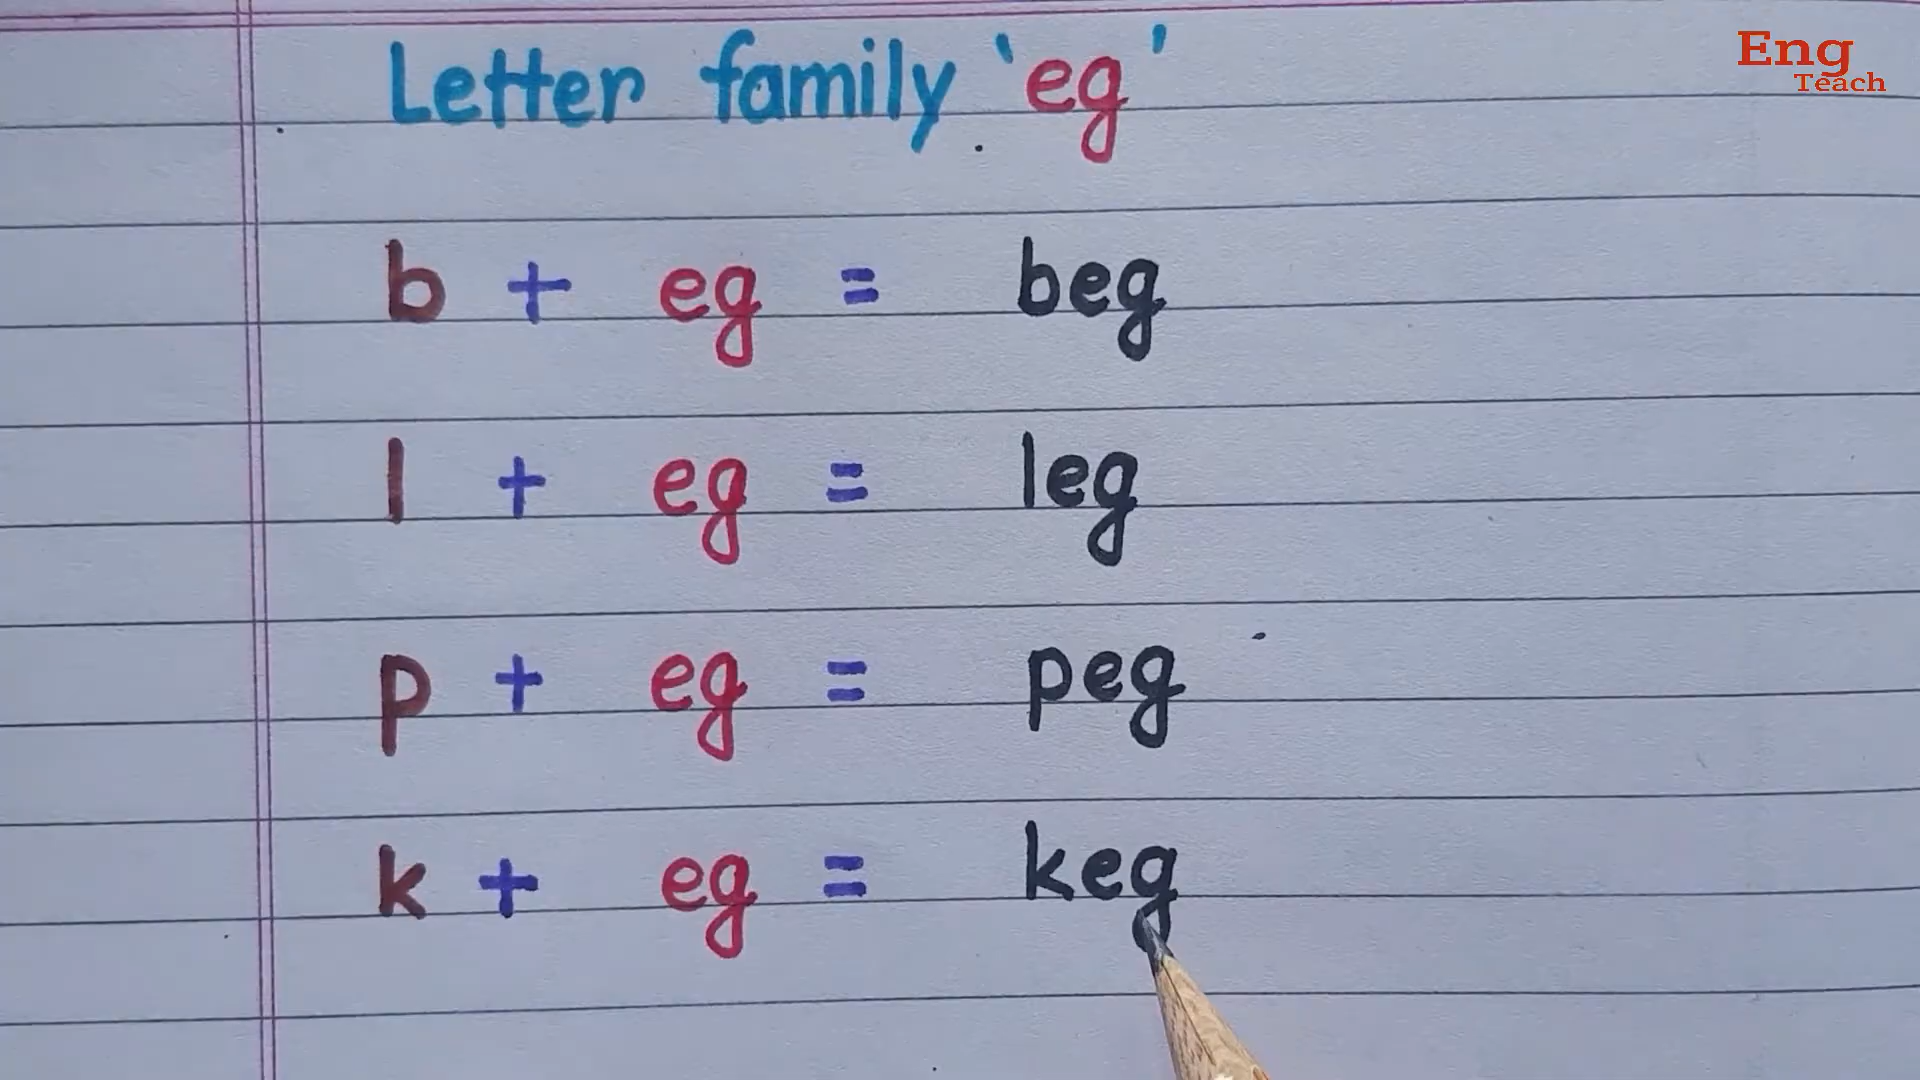 Letter family 'eg'
Eng
Teach
b + eg = beg
l + eg = leg
p + eg = peg
k + eg = keg